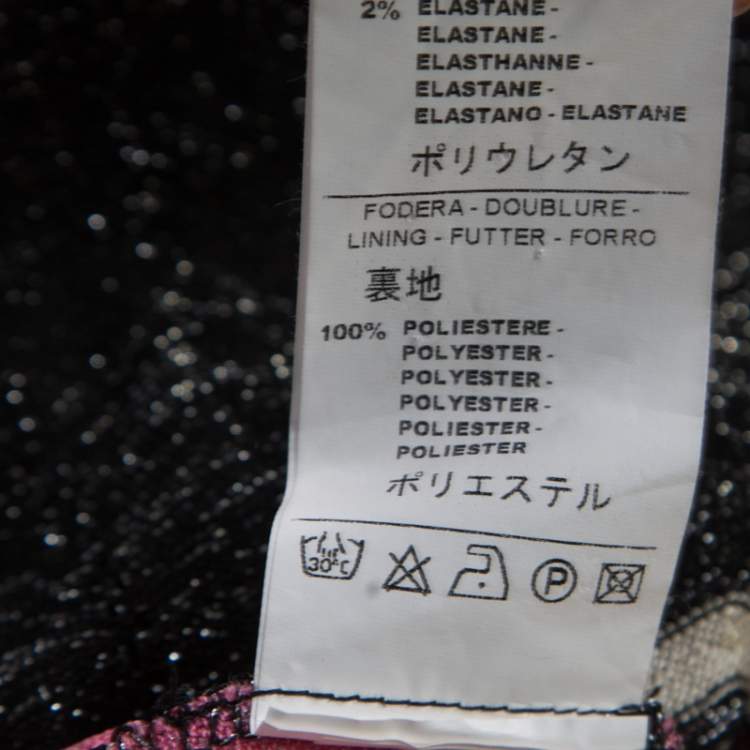 2% ELASTANE -
ELASTANE -
ELASTHANNE -
ELASTANE -
ELASTANO - ELASTANE
ポリウレタン
FODERA - DOUBLURE -
LINING - FUTTER - FORRO
裏地
100% POLIESTERE -
POLYESTER -
POLYESTER -
POLYESTER -
POLIESTER -
POLIESTER
ポリエステル
30°C P